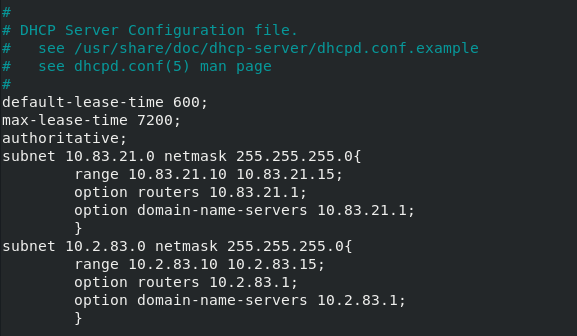 #
# DHCP Server Configuration file.
#   see /usr/share/doc/dhcp-server/dhcpd.conf.example
#   see dhcpd.conf(5) man page
#
default-lease-time 600;
max-lease-time 7200;
authoritative;
subnet 10.83.21.0 netmask 255.255.255.0{
        range 10.83.21.10 10.83.21.15;
        option routers 10.83.21.1;
        option domain-name-servers 10.83.21.1;
        }
subnet 10.2.83.0 netmask 255.255.255.0{
        range 10.2.83.10 10.2.83.15;
        option routers 10.2.83.1;
        option domain-name-servers 10.2.83.1;
        }